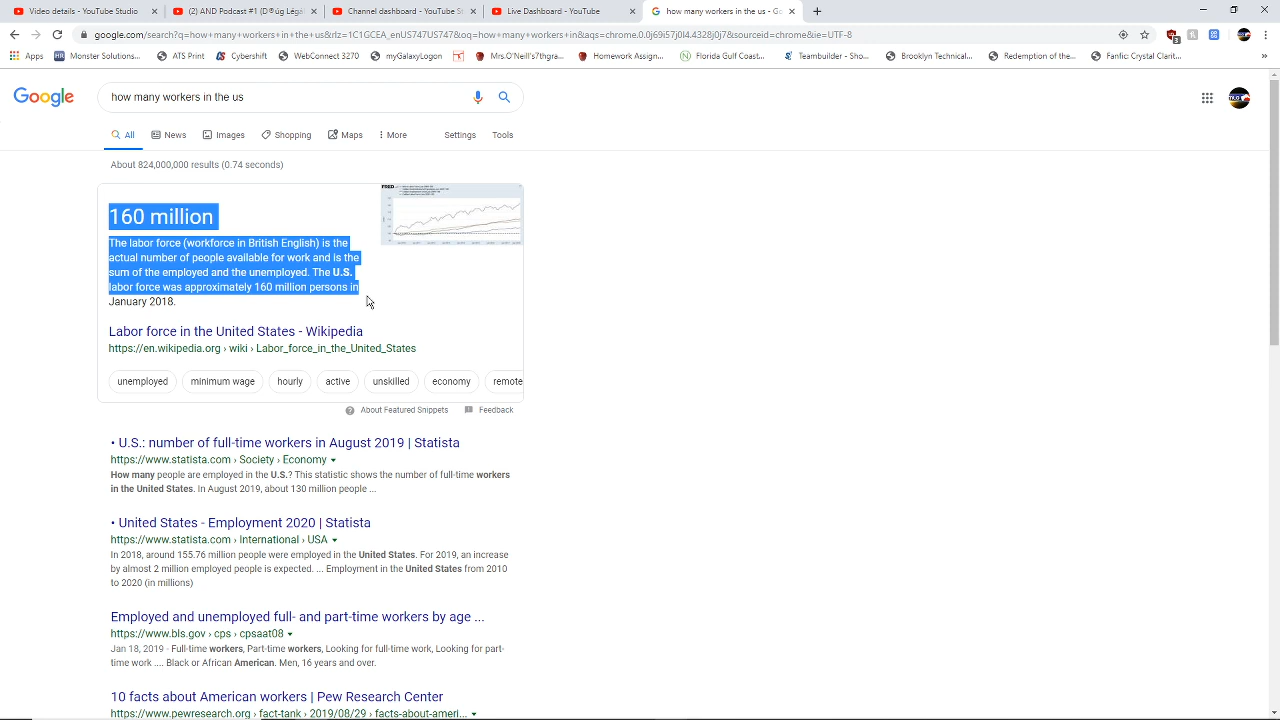 Video details - YouTube Studio
(2) AND Podcast #1 (D
Channel dashboard - YouTube St
Live Dashboard - YouTube
how many workers in the us - Go
google.com/search?q=how+many+workers+in+the+us&rlz=1C1GCEA_enUS747US747&oq=how+many+workers+in&aqs=chrome.0.0j69i57j0l4.4328j0j7&sourceid=chrome&ie=UTF-8
Apps
Monster Solutions...
ATS Print
Cybershift
WebConnect 3270
myGalaxyLogon
Mrs.O'Neill's7thgra...
Homework Assign...
Florida Gulf Coast...
Teambuilder - Sho...
Brooklyn Technical...
Redemption of the...
Fanfic Crystal Clarit...
»
Google
how many workers in the us
All
News
Images
Shopping
Maps
More
Settings
Tools
About 824,000,000 results (0.74 seconds)
160 million
FRED
The labor force (workforce in British English) is the
actual number of people available for work and is the
sum of the employed and the unemployed. The U.S.
labor force was approximately 160 million persons in
January 2018.
Labor force in the United States - Wikipedia
https://en.wikipedia.org › wiki › Labor_force_in_the_United_States
unemployed
minimum wage
hourly
active
unskilled
economy
remote
About Featured Snippets
Feedback
• U.S.: number of full-time workers in August 2019 | Statista
https://www.statista.com › Society › Economy
How many people are employed in the U.S.? This statistic shows the number of full-time workers
in the United States. In August 2019, about 130 million people ...
• United States - Employment 2020 | Statista
https://www.statista.com › International › USA
In 2018, around 155.76 million people were employed in the United States. For 2019, an increase
by almost 2 million employed people is expected. ... Employment in the United States from 2010
to 2020 (in millions)
Employed and unemployed full- and part-time workers by age ...
https://www.bls.gov › cps › cpsaat08
Jan 18, 2019 - Full-time workers, Part-time workers, Looking for full-time work, Looking for part-
time work .... Black or African American. Men, 16 years and over.
10 facts about American workers | Pew Research Center
https://www.pewresearch.org › fact-tank › 2019/08/29 › facts-about-ameri...